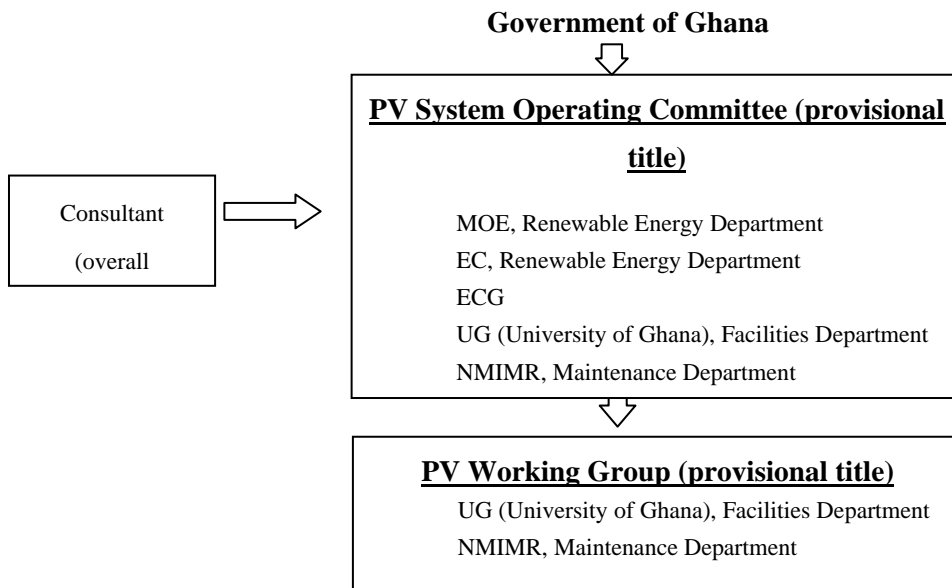 Government of Ghana
PV System Operating Committee (provisional
title)
Consultant
(overall
MOE, Renewable Energy Department
EC, Renewable Energy Department
ECG
UG (University of Ghana), Facilities Department
NMIMR, Maintenance Department
PV Working Group (provisional title)
UG (University of Ghana), Facilities Department
NMIMR, Maintenance Department